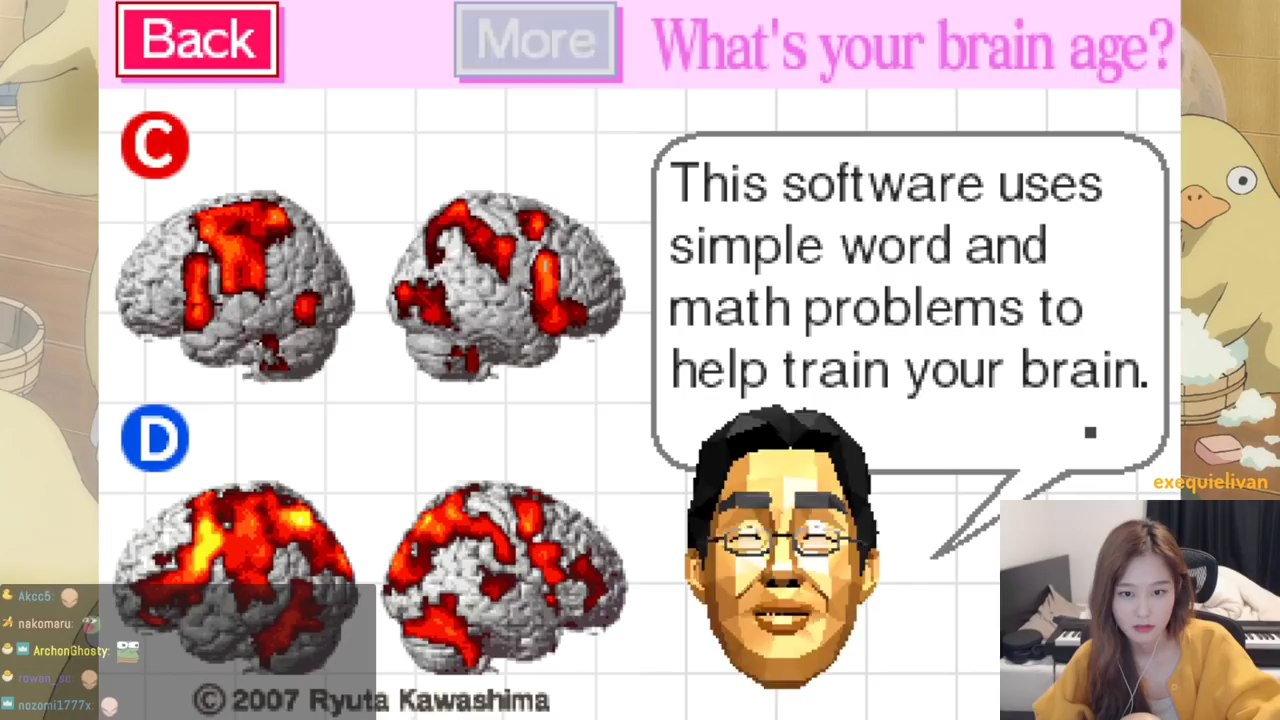 Back
More
What's your brain age?
C
This software uses
simple word and
math problems to
help train your brain.
D
exequielivan
Akcc5:
nakomaru:
ArchonGhosty:
rowen_sc:
nozomi1777x:
© 2007 Ryuta Kawashima